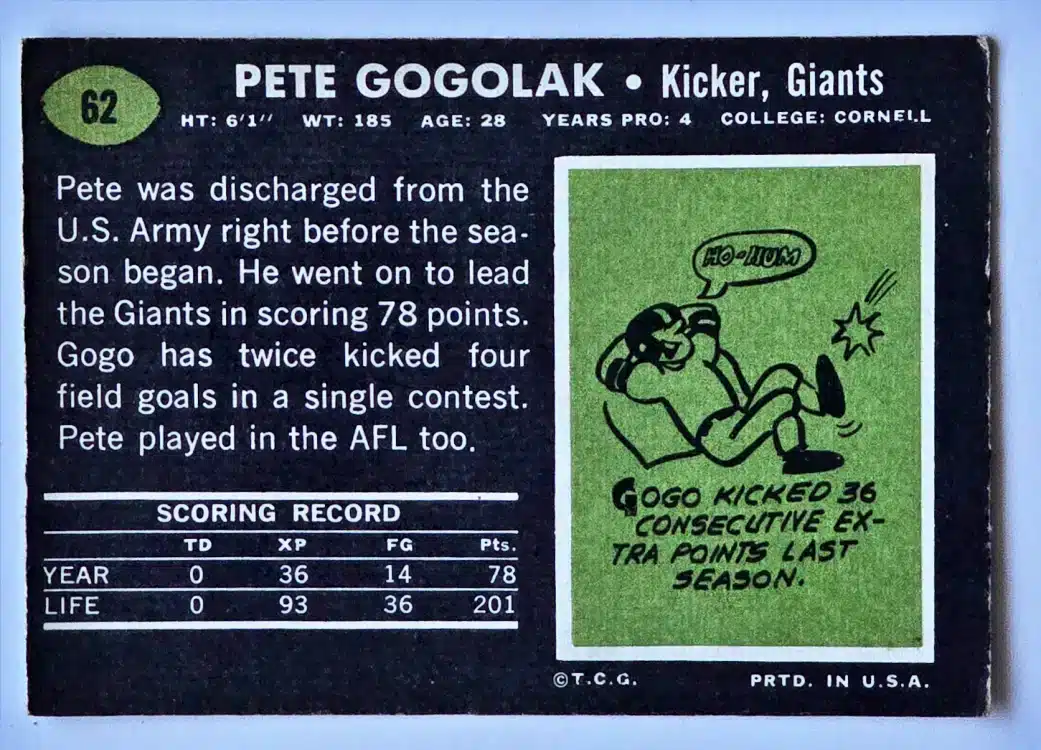 62
PETE GOGOLAK • Kicker, Giants
HT: 6'1" WT: 185 AGE: 28 YEARS PRO: 4 COLLEGE: CORNELL
Pete was discharged from the
U.S. Army right before the sea-
son began. He went on to lead
the Giants in scoring 78 points.
Gogo has twice kicked four
field goals in a single contest.
Pete played in the AFL too.
SCORING RECORD
TD XP FG Pts.
YEAR 0 36 14 78
LIFE 0 93 36 201
HO-HUM
GOGO KICKED 36
CONSECUTIVE EX-
TRA POINTS LAST
SEASON.
©T.C.G. PRTD. IN U.S.A.